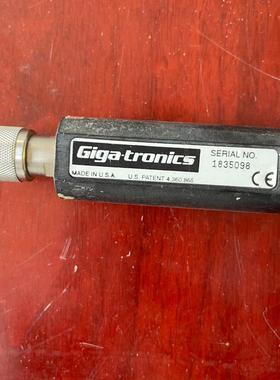 Giga-tronics
SERIAL NO.
1835098
MADE IN U.S.A.
U.S. PATENT 4,360,865
CE